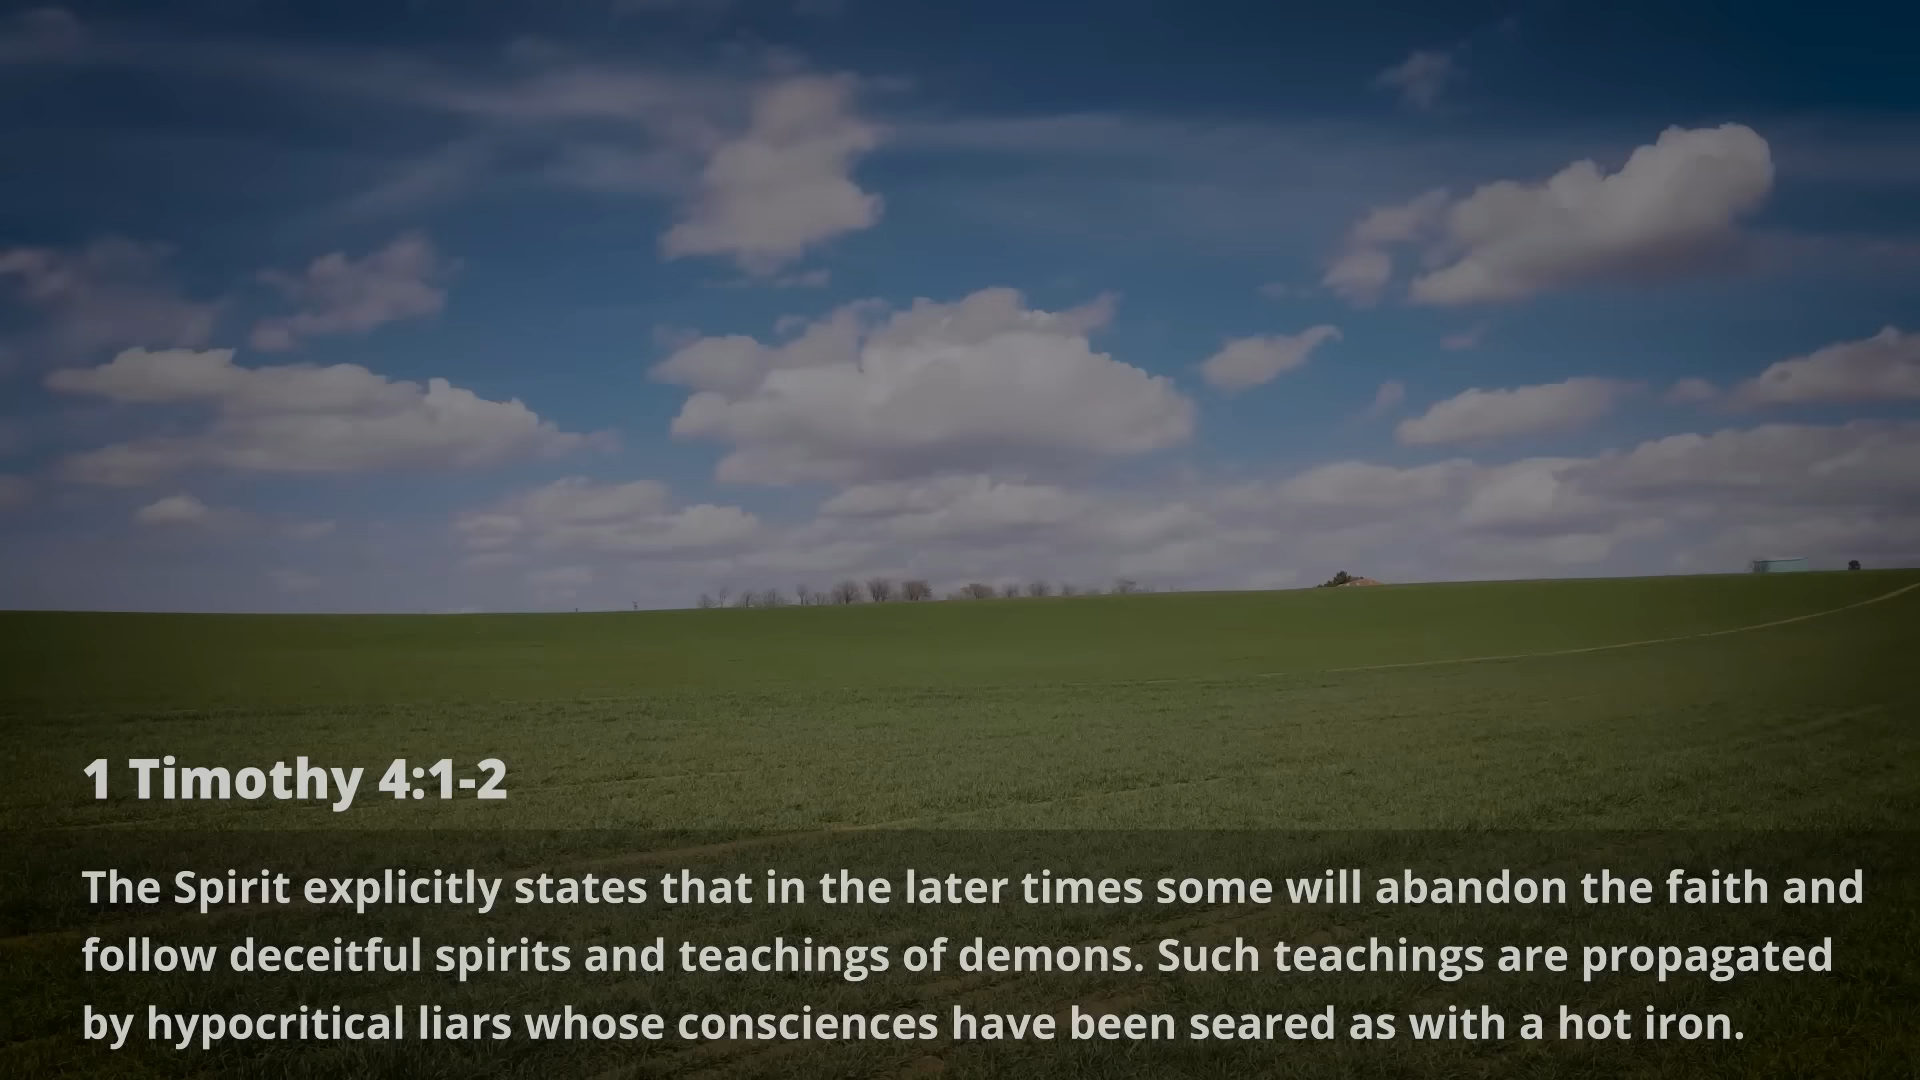 1 Timothy 4:1-2
The Spirit explicitly states that in the later times some will abandon the faith and
follow deceitful spirits and teachings of demons. Such teachings are propagated
by hypocritical liars whose consciences have been seared as with a hot iron.